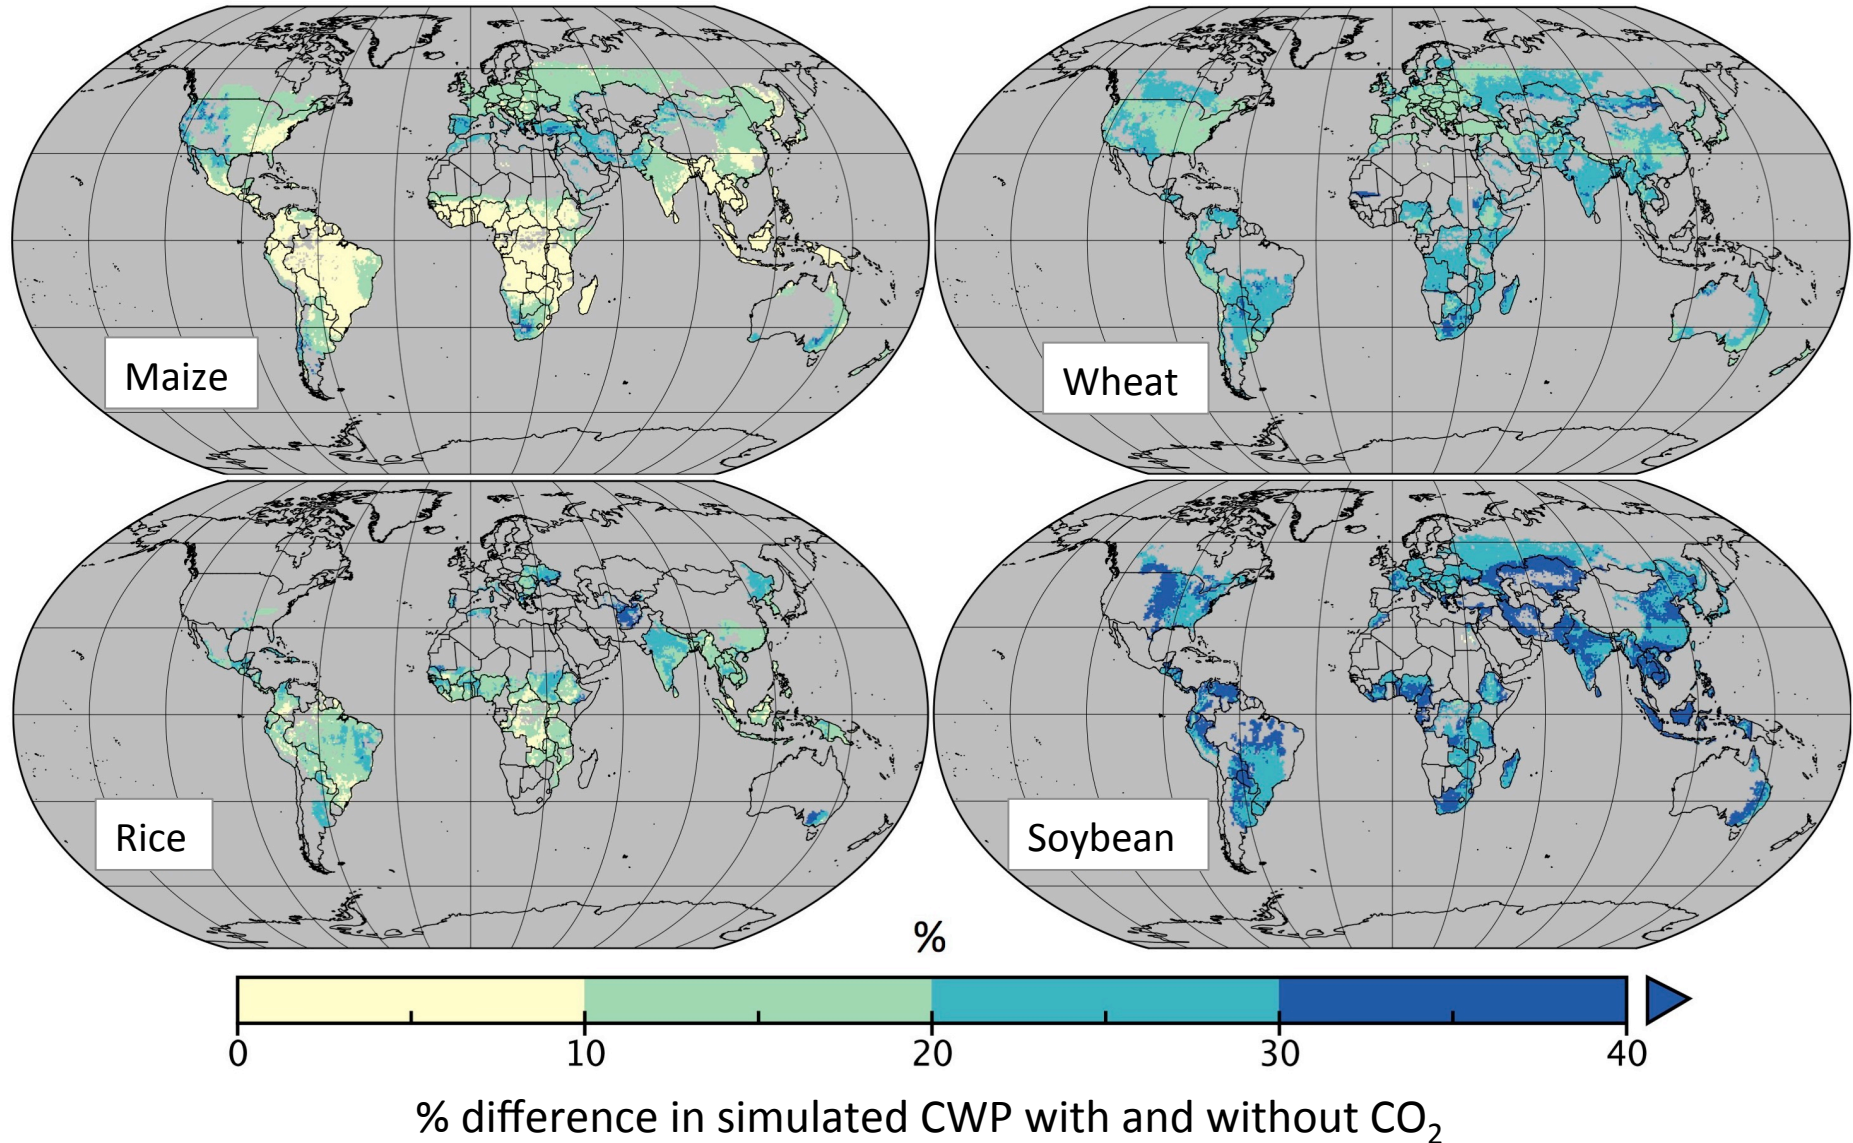 Maize
Wheat
Rice
Soybean
%
0 10 20 30 40
% difference in simulated CWP with and without CO₂